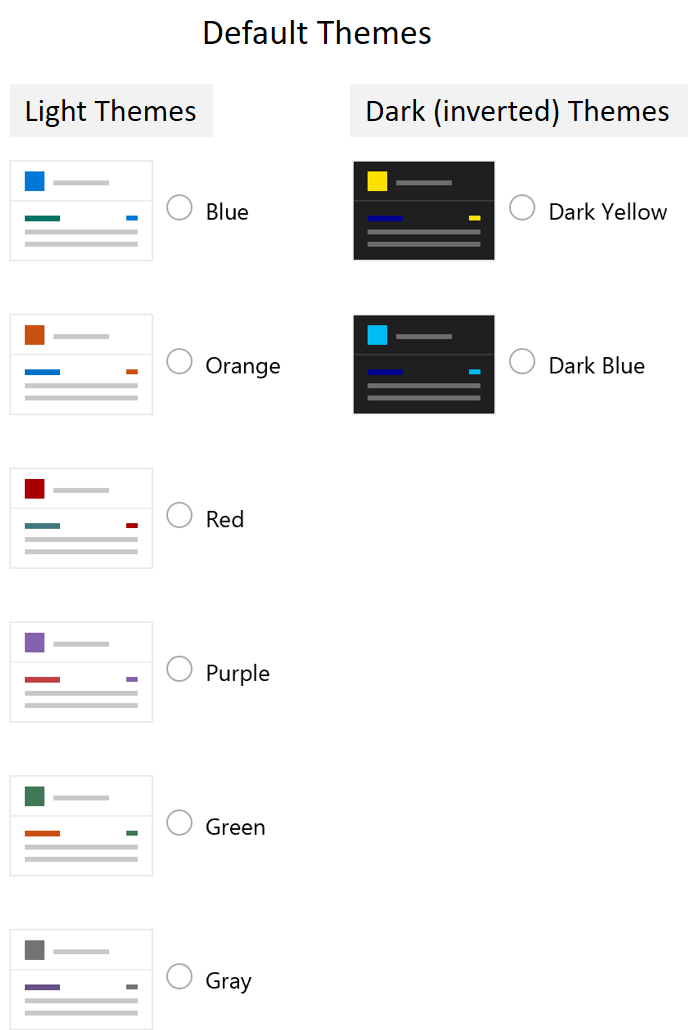 Default Themes
Light Themes
Dark (inverted) Themes
Blue
Dark Yellow
Orange
Dark Blue
Red
Purple
Green
Gray